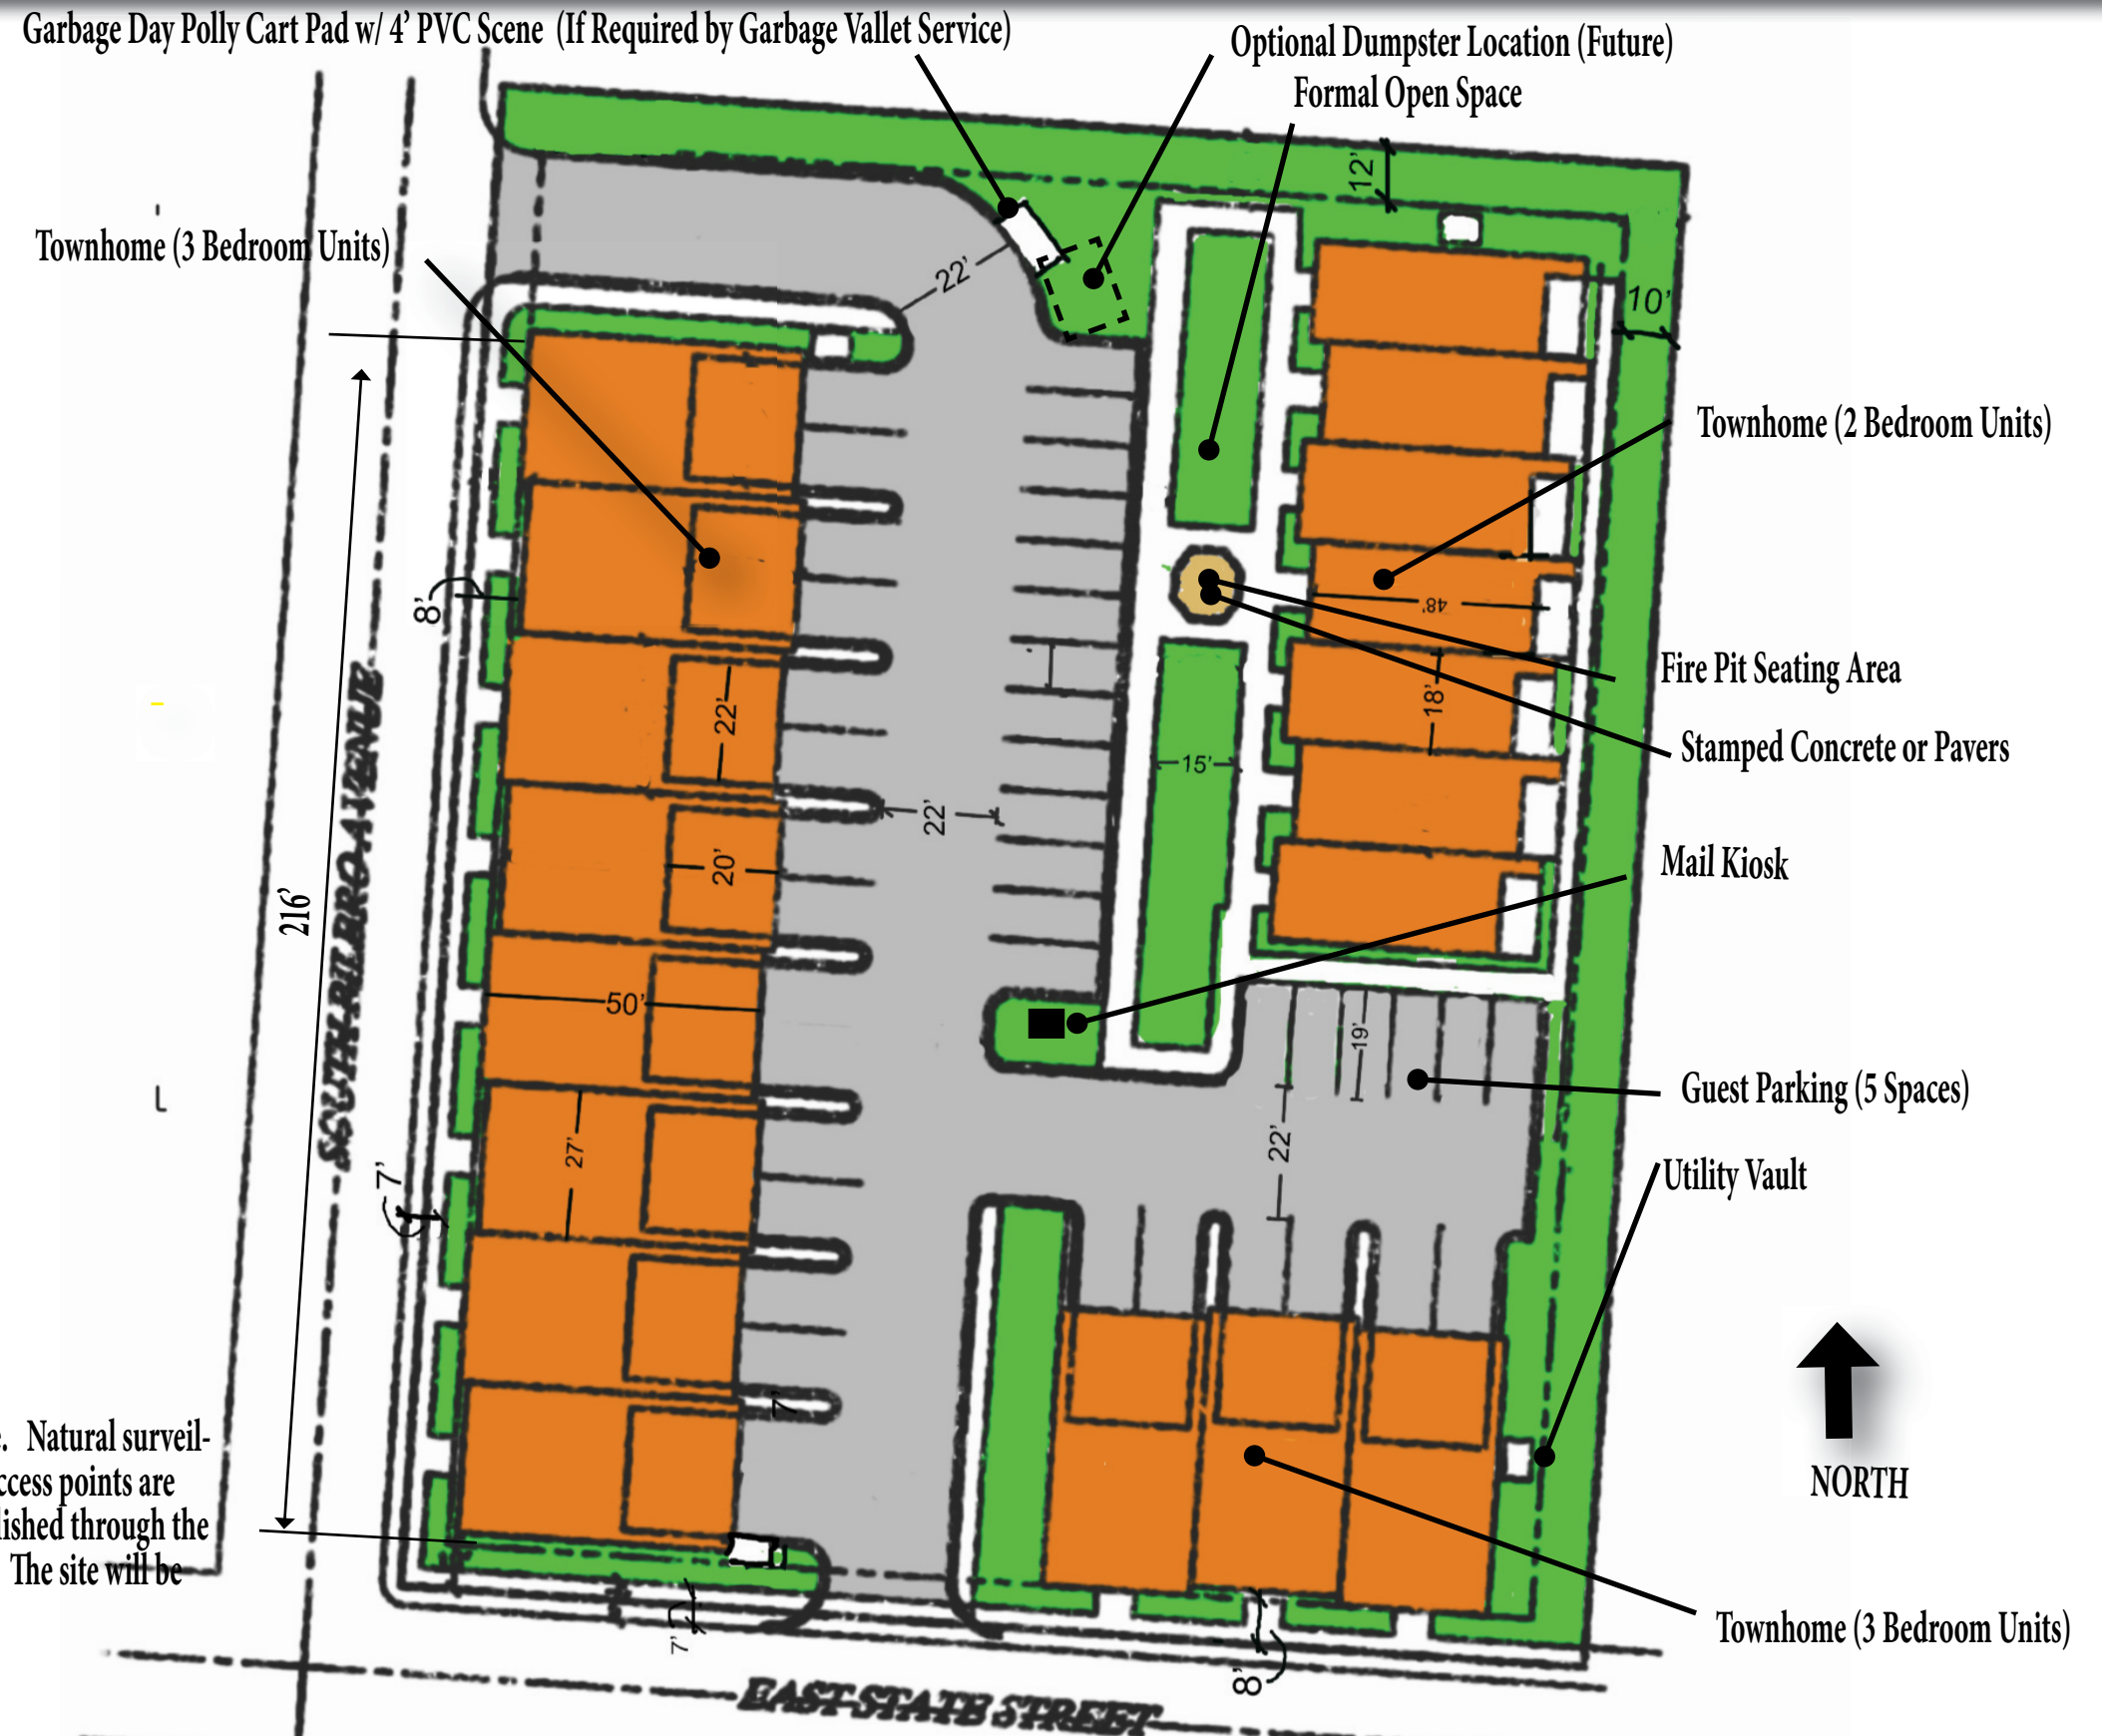 Garbage Day Polly Cart Pad w/ 4' PVC Scene (If Required by Garbage Vallet Service)
Optional Dumpster Location (Future)
Formal Open Space
12'
Townhome (3 Bedroom Units)
22'
10'
Townhome (2 Bedroom Units)
8'
48'
Fire Pit Seating Area
18'
22'
Stamped Concrete or Pavers
15'
22'
20'
Mail Kiosk
216'
SOUTH PILBRO AVENUE
50'
19'
Guest Parking (5 Spaces)
27'
22'
Utility Vault
7'
7'
e. Natural surveil-
ccess points are
lished through the
The site will be
NORTH
7'
8'
Townhome (3 Bedroom Units)
EAST STATE STREET